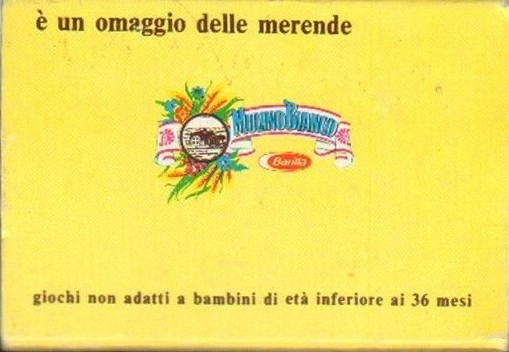 è un omaggio delle merende
Mulino Bianco
Barilla
giochi non adatti a bambini di età inferiore ai 36 mesi